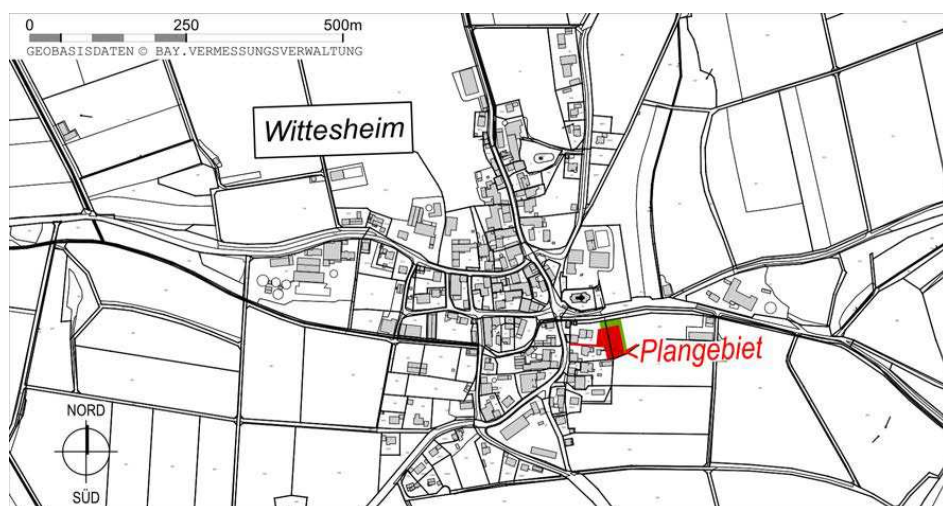 0 250 500m
GEOBASISDATEN © BAY.VERMESSUNGSVERWALTUNG
Wittesheim
<Plangebiet
NORD
SÜD